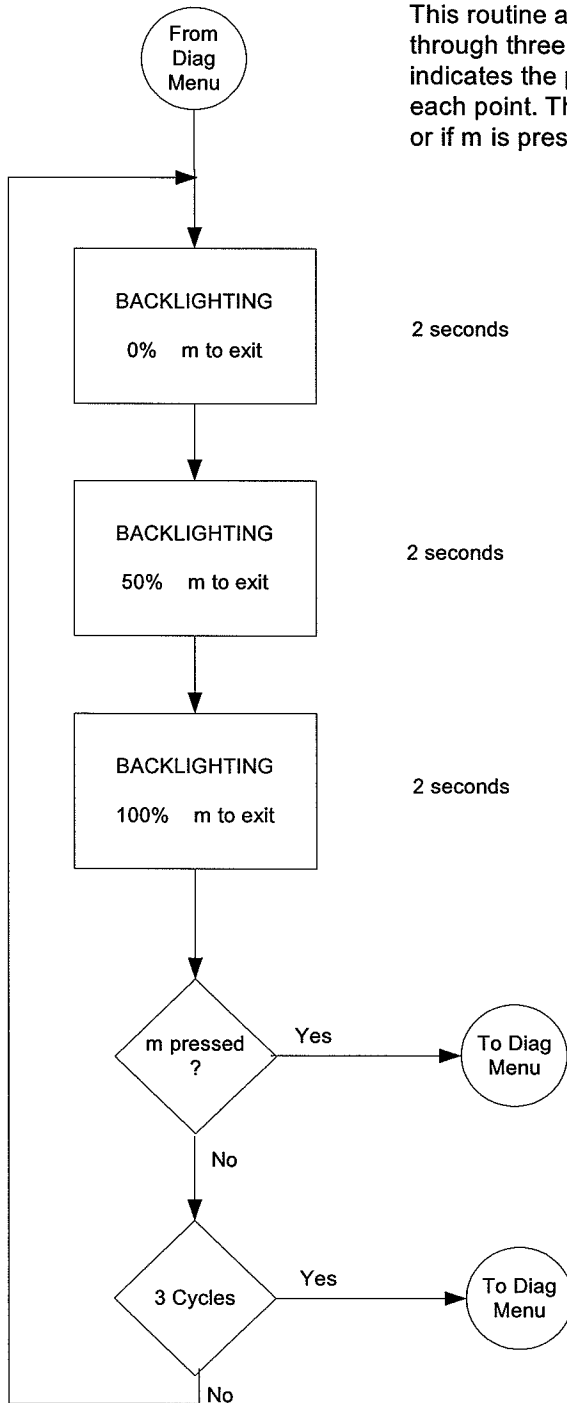 From
Diag
Menu
This routine a
through three
indicates the p
each point. Th
or if m is pres
BACKLIGHTING
0% m to exit
2 seconds
BACKLIGHTING
50% m to exit
2 seconds
BACKLIGHTING
100% m to exit
2 seconds
m pressed
?
Yes
To Diag
Menu
No
3 Cycles
Yes
To Diag
Menu
No